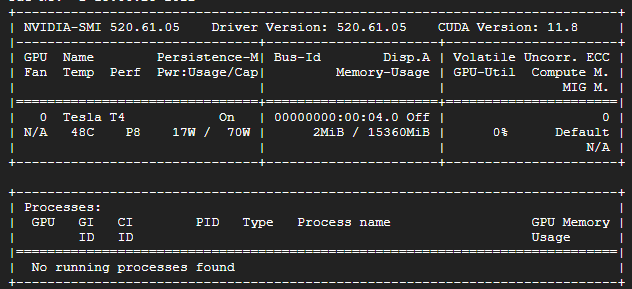 NVIDIA-SMI 520.61.05    Driver Version: 520.61.05    CUDA Version: 11.8
GPU  Name        Persistence-M| Bus-Id        Disp.A | Volatile Uncorr. ECC
Fan  Temp  Perf  Pwr:Usage/Cap|         Memory-Usage | GPU-Util  Compute M.
MIG M.
0  Tesla T4            On   | 00000000:00:04.0 Off |                    0
N/A   48C    P8    17W /  70W |      2MiB / 15360MiB |      0%      Default
N/A
Processes:
GPU   GI   CI        PID   Type   Process name                  GPU Memory
ID   ID                                                   Usage
No running processes found